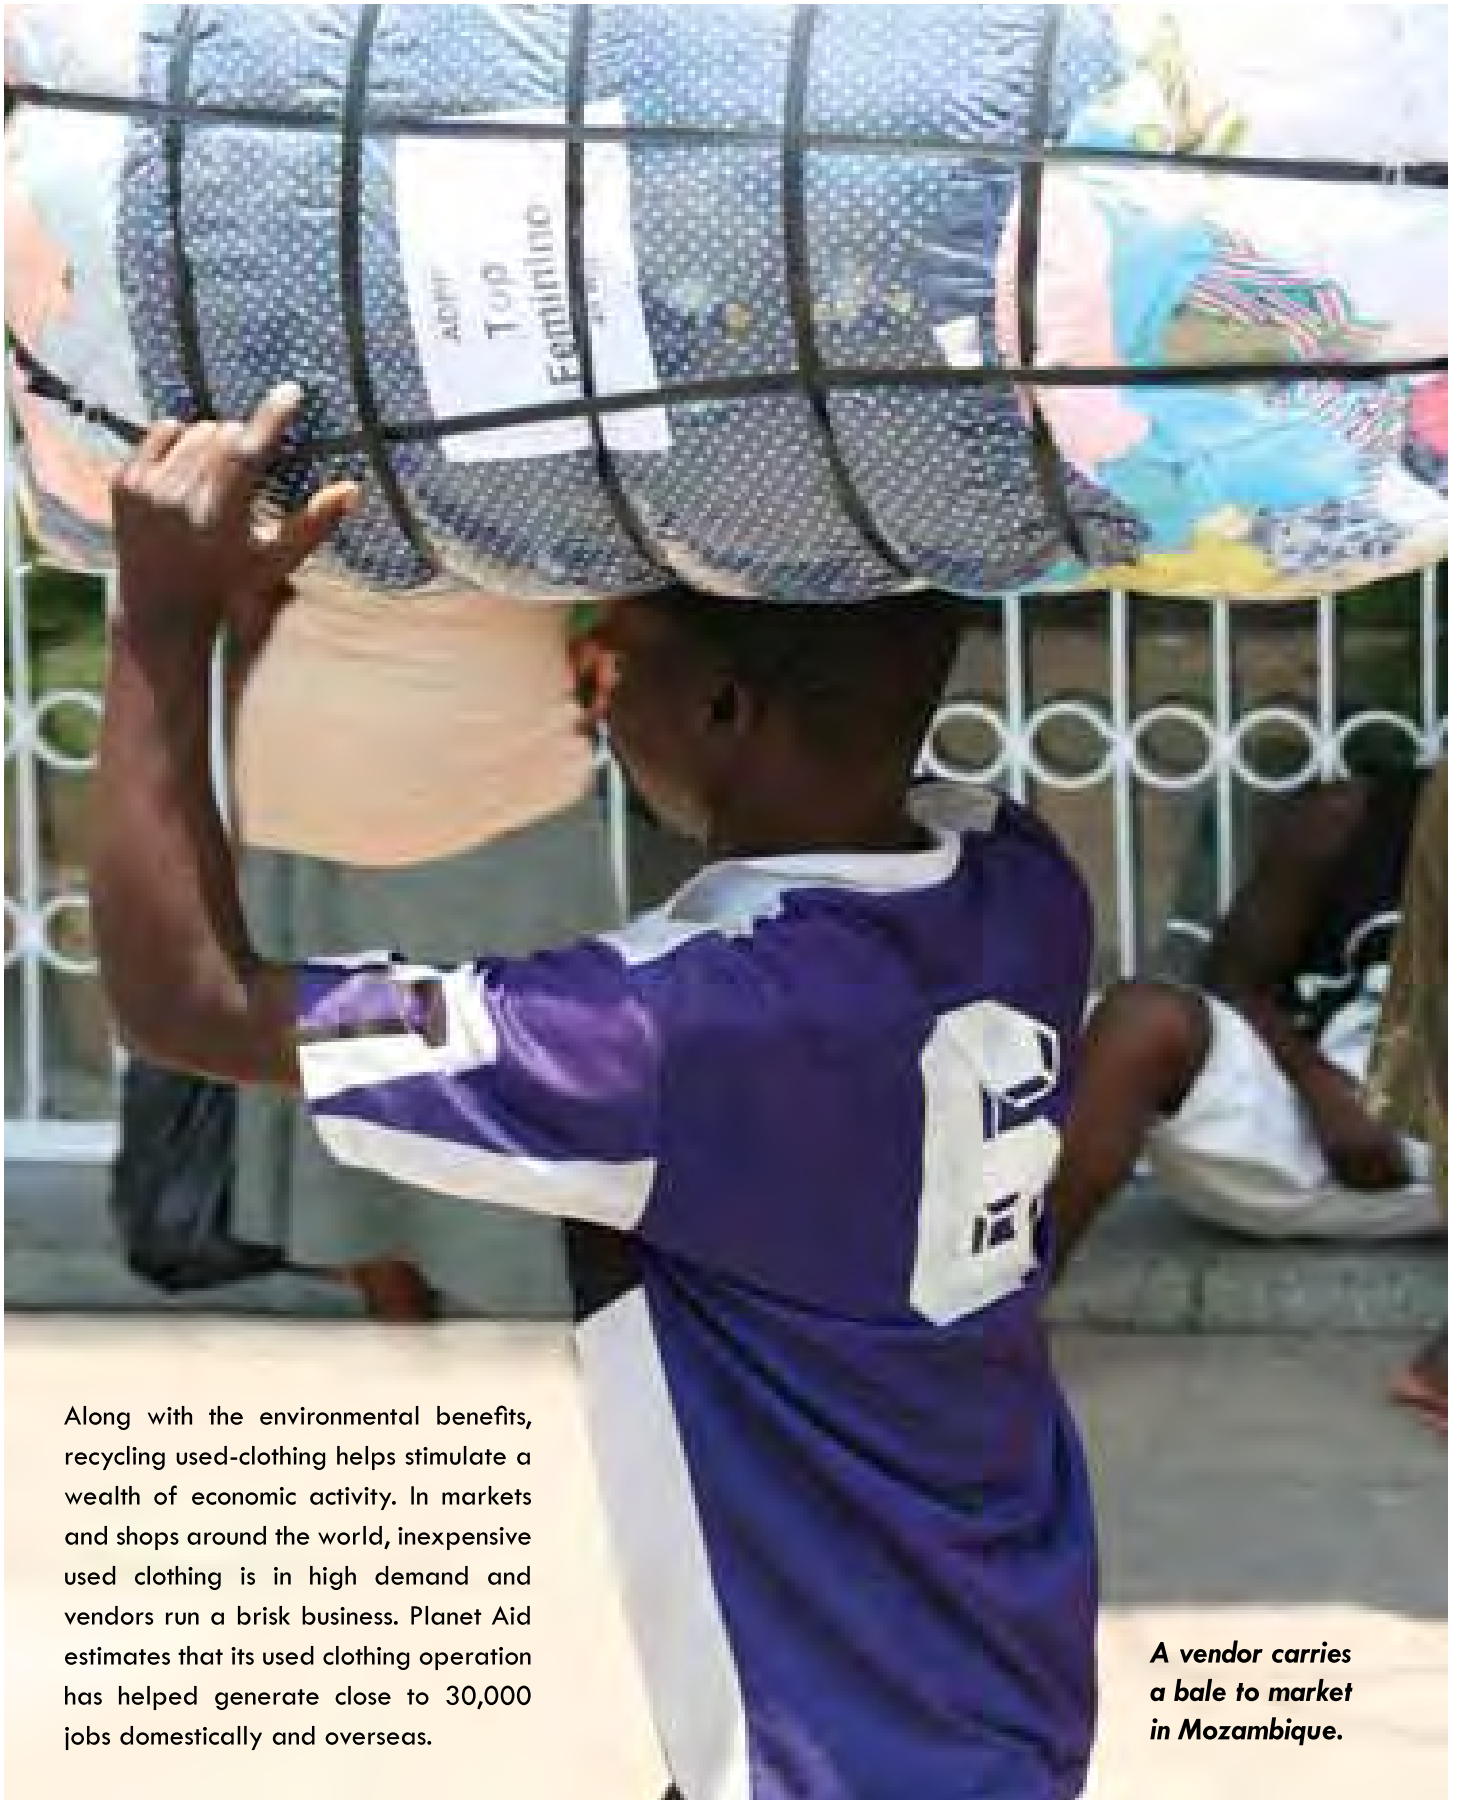 ADPP
Top
Feminino
6
Along with the environmental benefits,
recycling used-clothing helps stimulate a
wealth of economic activity. In markets
and shops around the world, inexpensive
used clothing is in high demand and
vendors run a brisk business. Planet Aid
estimates that its used clothing operation
has helped generate close to 30,000
jobs domestically and overseas.
A vendor carries
a bale to market
in Mozambique.